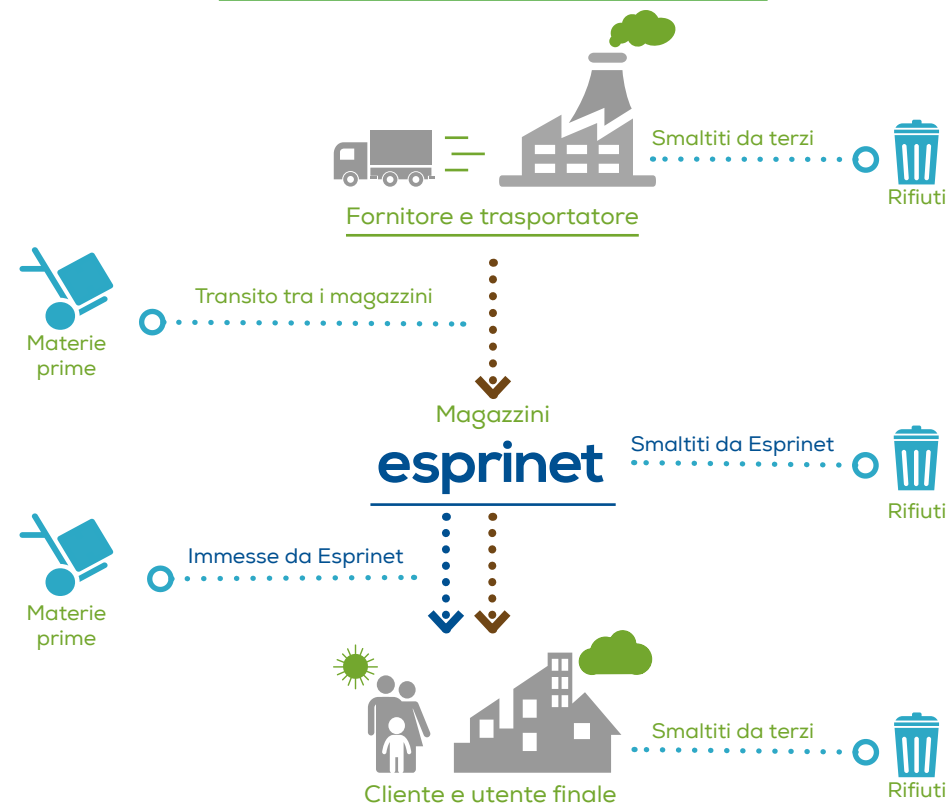 Smaltiti da terzi
Rifiuti
Fornitore e trasportatore
Transito tra i magazzini
Materie
prime
Magazzini
esprinet
Smaltiti da Esprinet
Rifiuti
Immesse da Esprinet
Materie
prime
Smaltiti da terzi
Rifiuti
Cliente e utente finale